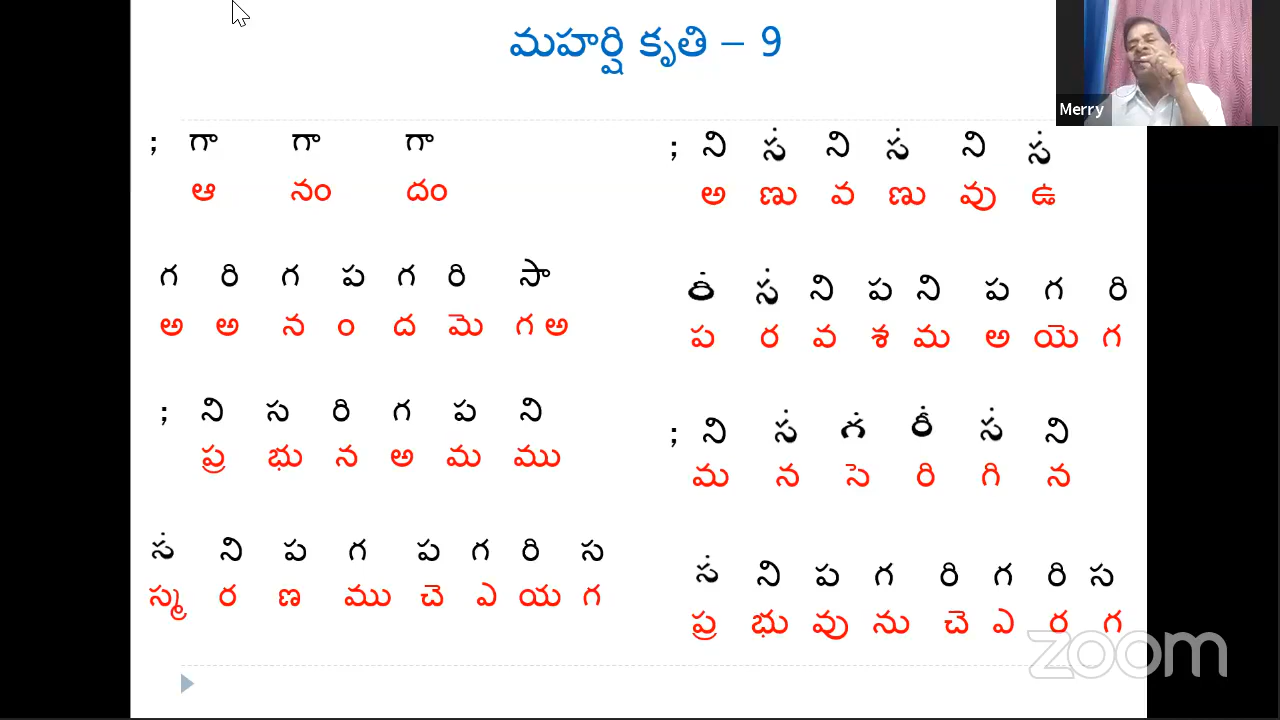 మహర్షి కృతి – 9
Merry
; గా గా గా
ఆ నం దం
గ రి గ ప గ రి సా
అ అ న ం ద మె గ అ
; ని స రి గ ప ని
ప్ర భు న అ మ ము
స̇ ని ప గ ప గ రి స
స్మ ర ణ ము చె ఎ య గ
; ని స̇ ని స̇ ని స̇
అ ణు వ ణు వు ఉ
రి̇ స̇ ని ప ని ప గ రి
ప ర వ శ మ అ యె గ
; ని స̇ గ̇ రి̇ స̇ ని
మ న సె రి గి న
స̇ ని ప గ రి గ రి స
ప్ర భు వు ను చె ఎ ర గ
zoom